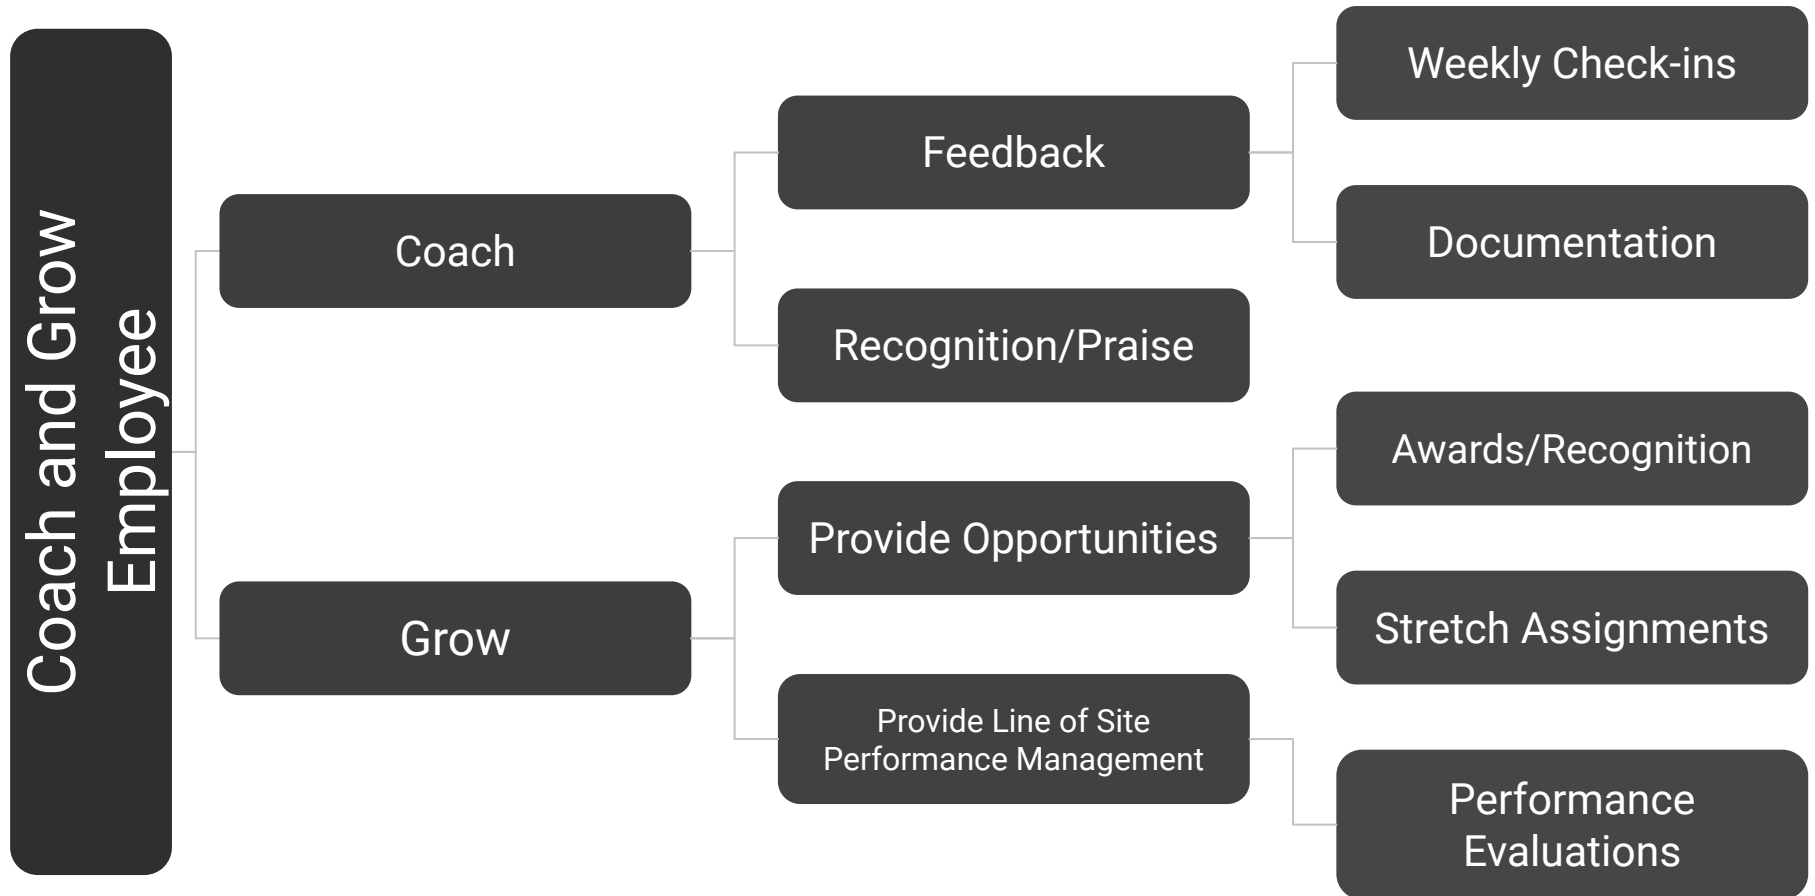 Coach and Grow
Employee
Coach
Grow
Feedback
Recognition/Praise
Provide Opportunities
Provide Line of Site
Performance Management
Weekly Check-ins
Documentation
Awards/Recognition
Stretch Assignments
Performance
Evaluations